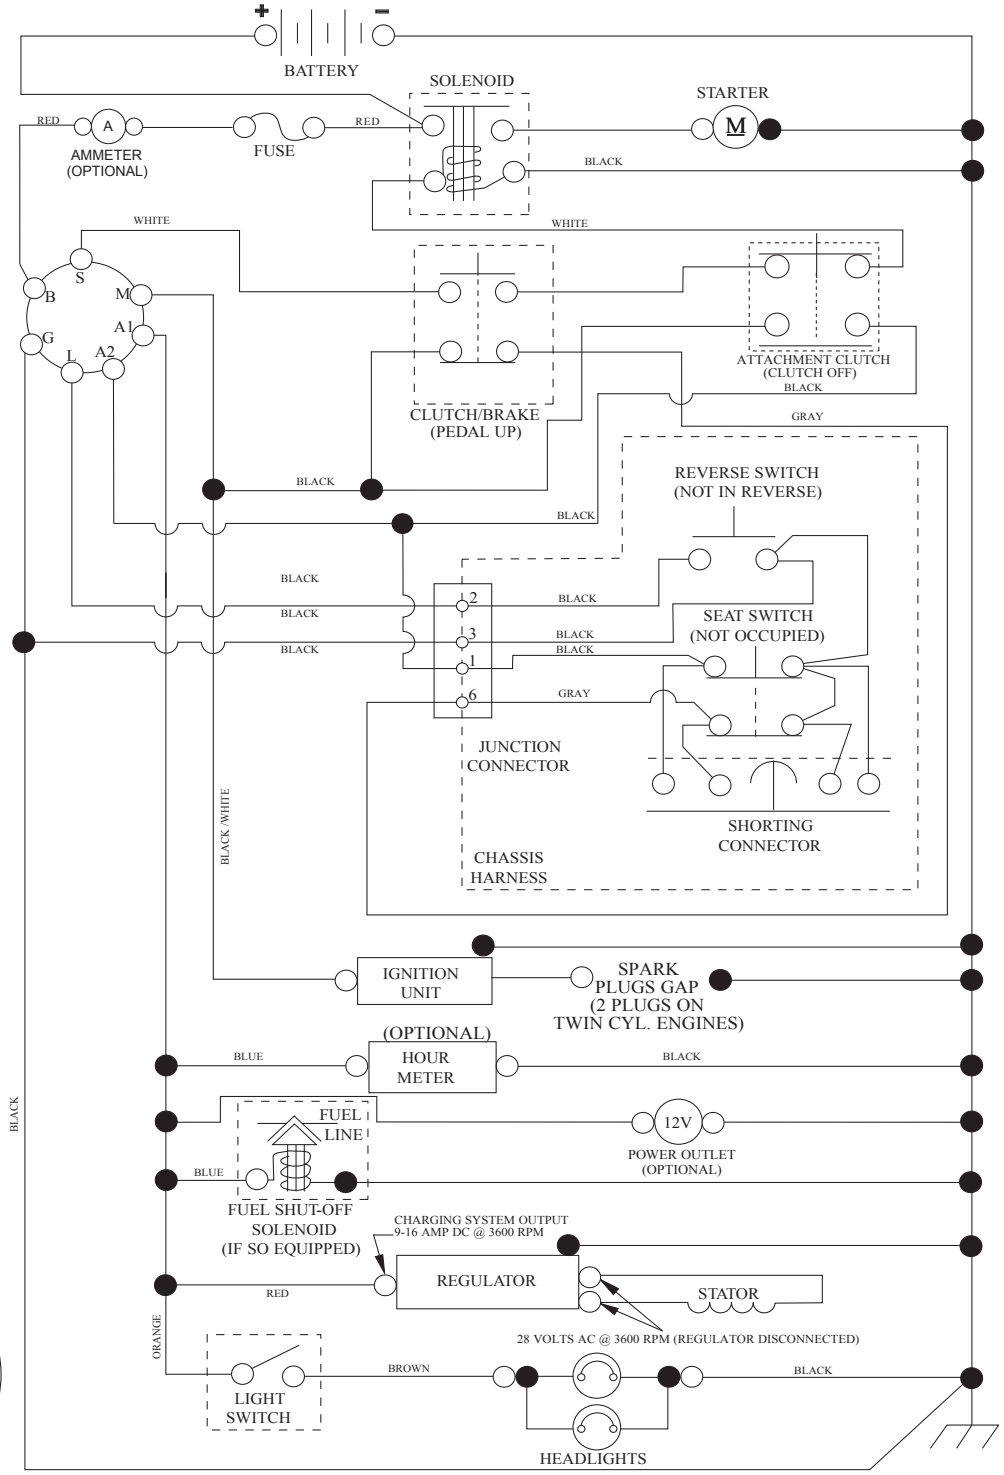 + −
BATTERY
SOLENOID
STARTER
RED
A
RED
M
AMMETER
(OPTIONAL)
FUSE
BLACK
WHITE
WHITE
S
B
M
A1
G
L
A2
ATTACHMENT CLUTCH
(CLUTCH OFF)
BLACK
CLUTCH/BRAKE
(PEDAL UP)
GRAY
REVERSE SWITCH
(NOT IN REVERSE)
BLACK
BLACK
BLACK
2
BLACK
BLACK
SEAT SWITCH
(NOT OCCUPIED)
3
BLACK
BLACK
BLACK
1
6
GRAY
JUNCTION
CONNECTOR
BLACK /WHITE
SHORTING
CONNECTOR
CHASSIS
HARNESS
IGNITION
UNIT
SPARK
PLUGS GAP
(2 PLUGS ON
TWIN CYL. ENGINES)
(OPTIONAL)
HOUR
METER
BLUE
BLACK
BLACK
FUEL
LINE
12V
POWER OUTLET
(OPTIONAL)
BLUE
FUEL SHUT-OFF
SOLENOID
(IF SO EQUIPPED)
CHARGING SYSTEM OUTPUT
9-16 AMP DC @ 3600 RPM
REGULATOR
STATOR
RED
28 VOLTS AC @ 3600 RPM (REGULATOR DISCONNECTED)
ORANGE
BROWN
BLACK
LIGHT
SWITCH
HEADLIGHTS